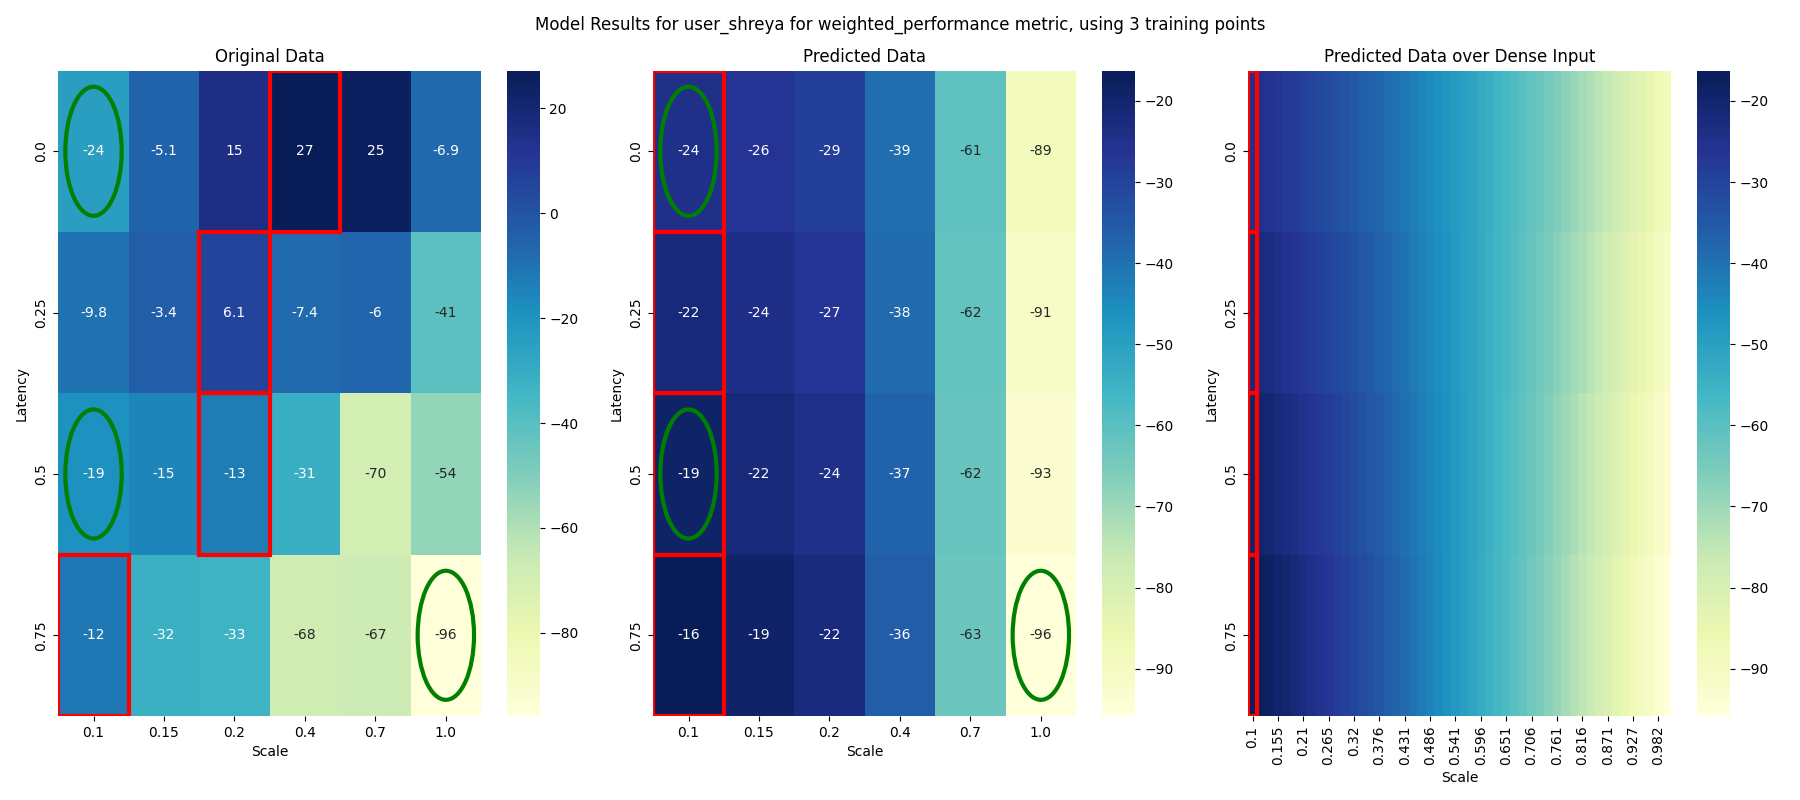 Model Results for user_shreya for weighted_performance metric, using 3 training points
Original Data
-24 -5.1 15 27 25 -6.9
-9.8 -3.4 6.1 -7.4 -6 -41
-19 -15 -13 -31 -70 -54
-12 -32 -33 -68 -67 -96
0.0
0.25
0.5
0.75
Latency
0.1 0.15 0.2 0.4 0.7 1.0
Scale
20
0
−20
−40
−60
−80
Predicted Data
-24 -26 -29 -39 -61 -89
-22 -24 -27 -38 -62 -91
-19 -22 -24 -37 -62 -93
-16 -19 -22 -36 -63 -96
0.0
0.25
0.5
0.75
Latency
0.1 0.15 0.2 0.4 0.7 1.0
Scale
−20
−30
−40
−50
−60
−70
−80
−90
Predicted Data over Dense Input
0.0
0.25
0.5
0.75
Latency
0.1 0.155 0.21 0.265 0.32 0.376 0.431 0.486 0.541 0.596 0.651 0.706 0.761 0.816 0.871 0.927 0.982
Scale
−20
−30
−40
−50
−60
−70
−80
−90